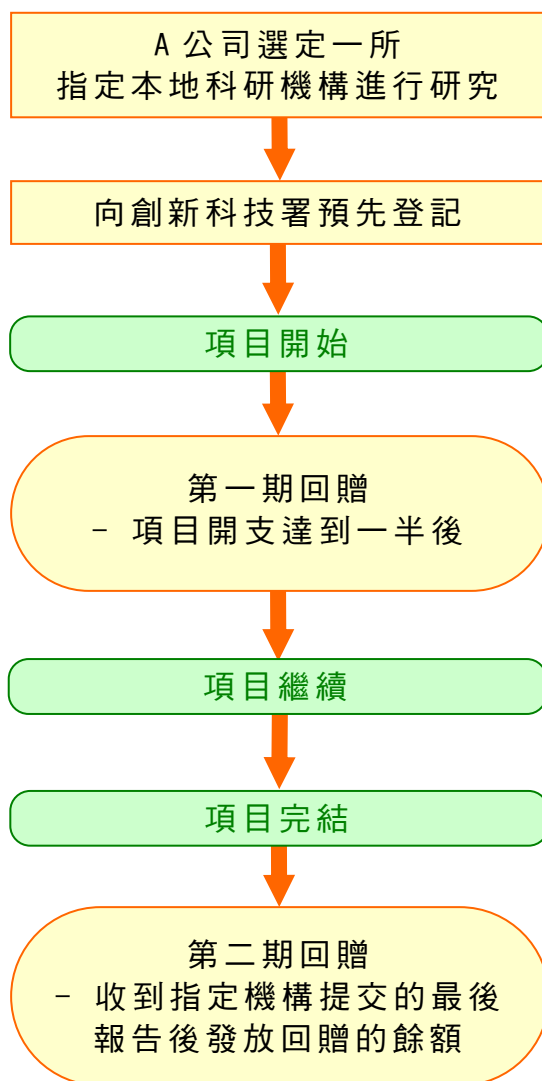 A 公司選定一所
指定本地科研機構進行研究
向創新科技署預先登記
項目開始
第一期回贈
– 項目開支達到一半後
項目繼續
項目完結
第二期回贈
– 收到指定機構提交的最後
報告後發放回贈的餘額